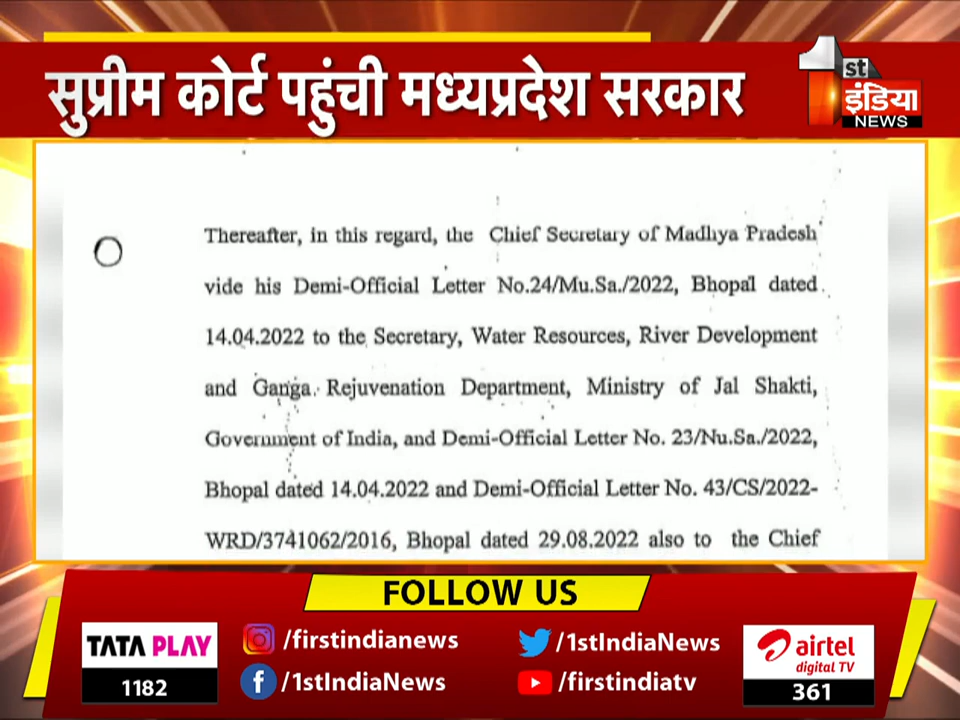 सुप्रीम कोर्ट पहुंची मध्यप्रदेश सरकार
1st
इंडिया
NEWS
Thereafter, in this regard, the Chief Secretary of Madhya Pradesh
vide his Demi-Official Letter No.24/Mu.Sa./2022, Bhopal dated
14.04.2022 to the Secretary, Water Resources, River Development
and Ganga Rejuvenation Department, Ministry of Jal Shakti,
Government of India, and Demi-Official Letter No. 23/Nu.Sa./2022,
Bhopal dated 14.04.2022 and Demi-Official Letter No. 43/CS/2022-
WRD/3741062/2016, Bhopal dated 29.08.2022 also to the Chief
FOLLOW US
TATA PLAY
1182
/firstindianews
/1stIndiaNews
/1stIndiaNews
/firstindiatv
airtel
digital TV
361